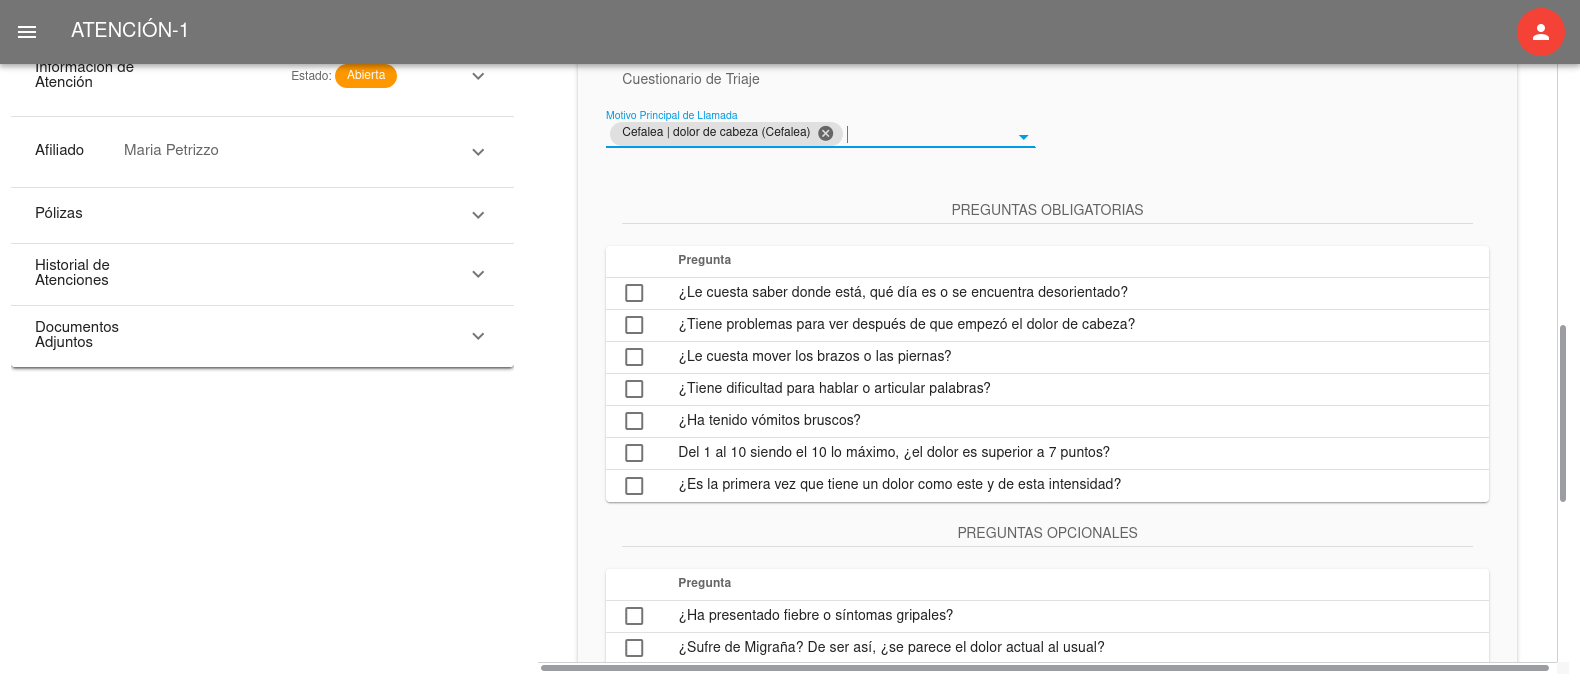 ATENCIÓN-1
Información de
Atención
Estado: Abierta
Afiliado Maria Petrizzo
Pólizas
Historial de
Atenciones
Documentos
Adjuntos
Cuestionario de Triaje
Motivo Principal de Llamada
Cefalea | dolor de cabeza (Cefalea)
PREGUNTAS OBLIGATORIAS
Pregunta
¿Le cuesta saber donde está, qué día es o se encuentra desorientado?
¿Tiene problemas para ver después de que empezó el dolor de cabeza?
¿Le cuesta mover los brazos o las piernas?
¿Tiene dificultad para hablar o articular palabras?
¿Ha tenido vómitos bruscos?
Del 1 al 10 siendo el 10 lo máximo, ¿el dolor es superior a 7 puntos?
¿Es la primera vez que tiene un dolor como este y de esta intensidad?
PREGUNTAS OPCIONALES
Pregunta
¿Ha presentado fiebre o síntomas gripales?
¿Sufre de Migraña? De ser así, ¿se parece el dolor actual al usual?